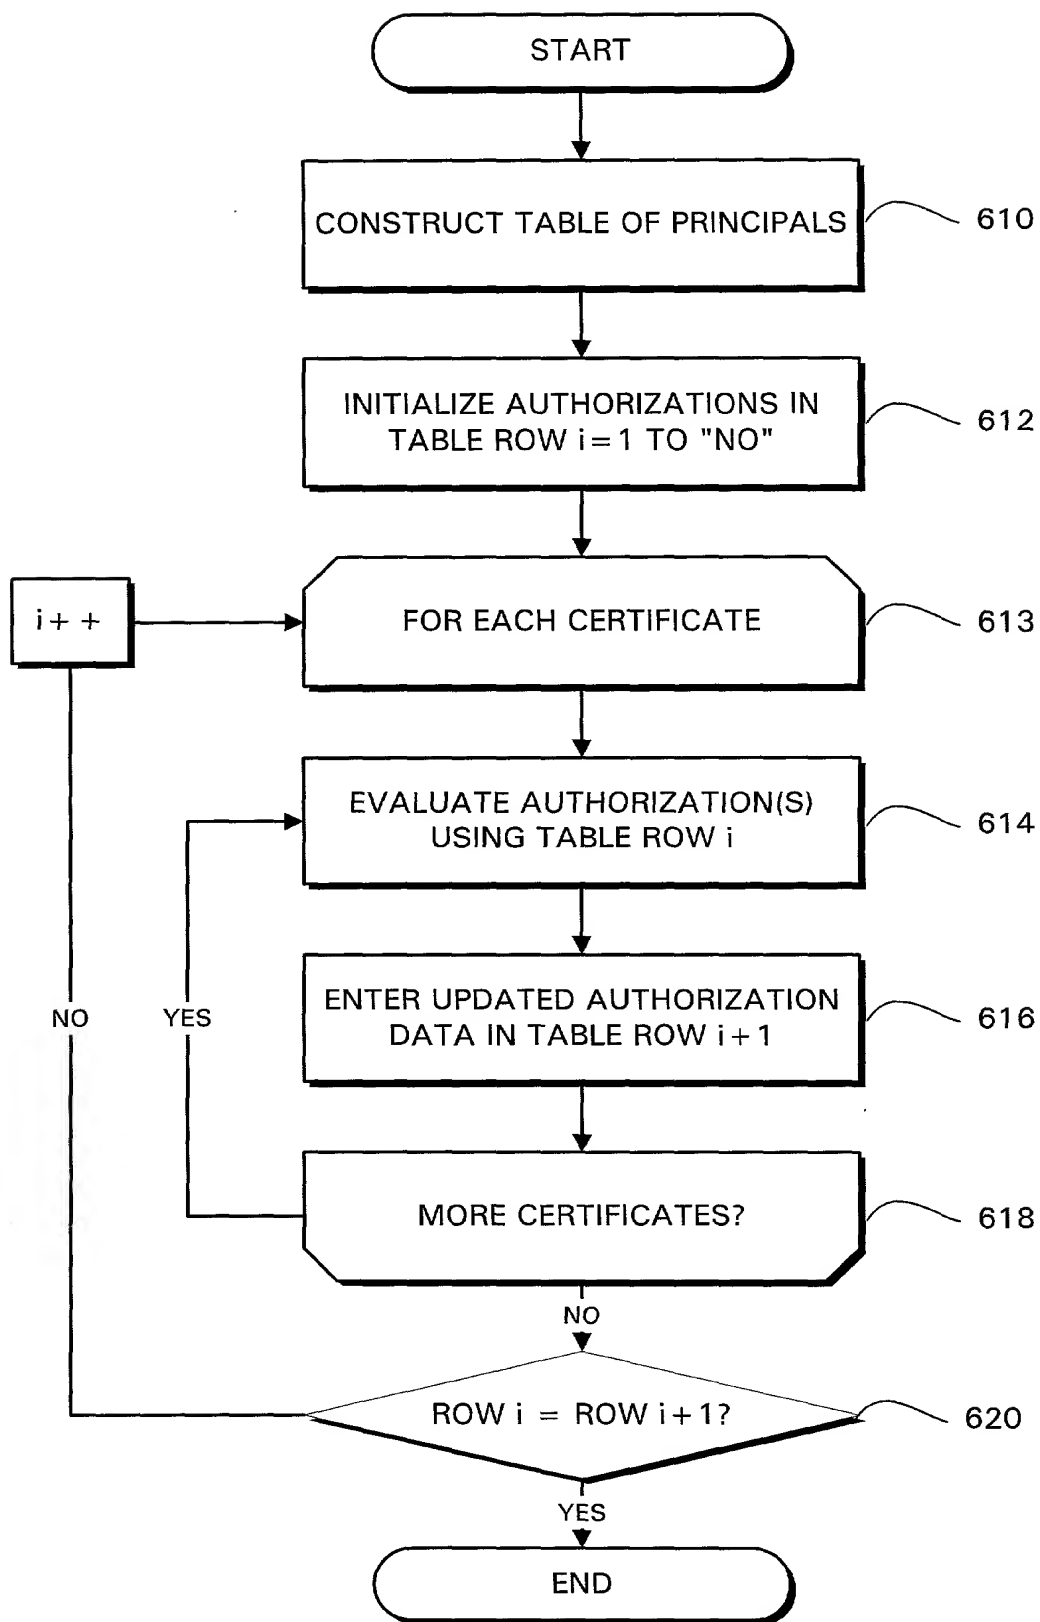 START
CONSTRUCT TABLE OF PRINCIPALS
610
INITIALIZE AUTHORIZATIONS IN
TABLE ROW i=1 TO "NO"
612
i++
FOR EACH CERTIFICATE
613
EVALUATE AUTHORIZATION(S)
USING TABLE ROW i
614
NO
YES
ENTER UPDATED AUTHORIZATION
DATA IN TABLE ROW i+1
616
MORE CERTIFICATES?
618
NO
ROW i = ROW i+1?
620
YES
END